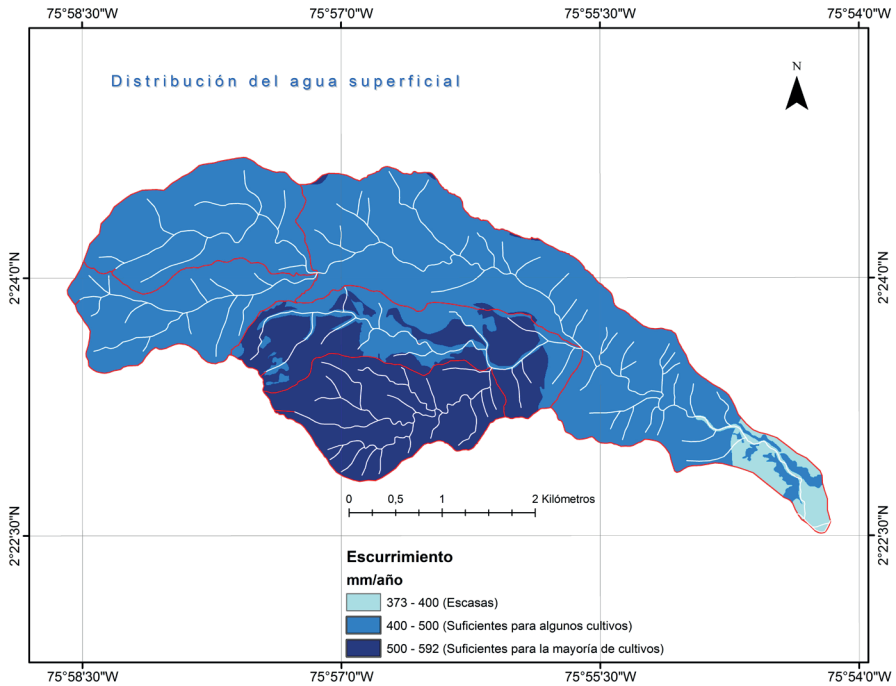 75°58'30"W 75°57'0"W 75°55'30"W 75°54'0"W
Distribución del agua superficial
N
2°24'0"N 2°24'0"N
0 0,5 1 2 Kilómetros
2°22'30"N 2°22'30"N
Escurrimiento
mm/año
373 - 400 (Escasas)
400 - 500 (Suficientes para algunos cultivos)
500 - 592 (Suficientes para la mayoría de cultivos)
75°58'30"W 75°57'0"W 75°55'30"W 75°54'0"W